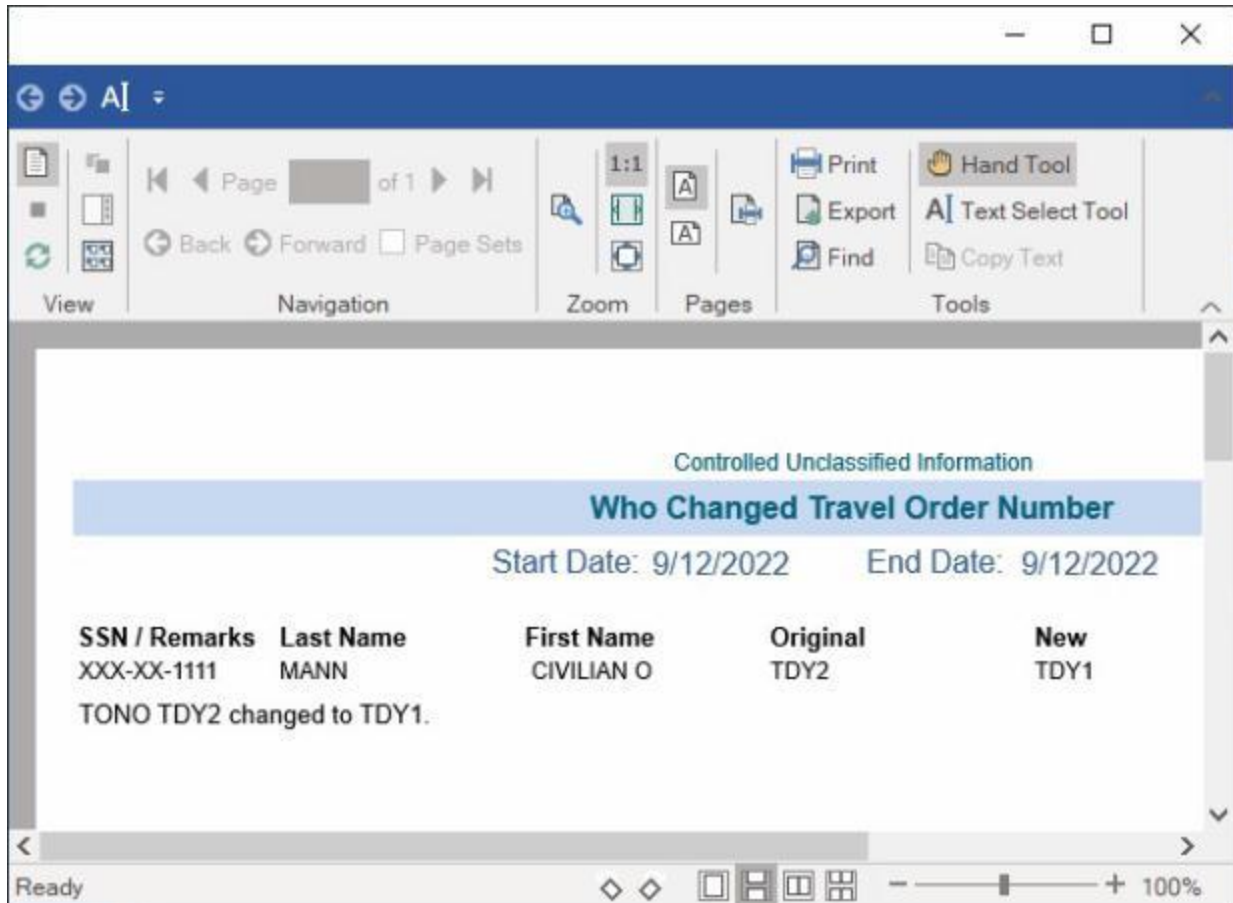 A
Page of 1
Back Forward Page Sets
1:1
A
A
Print
Export
Find
Hand Tool
A Text Select Tool
Copy Text
View
Navigation
Zoom
Pages
Tools
Controlled Unclassified Information
Who Changed Travel Order Number
Start Date: 9/12/2022 End Date: 9/12/2022
SSN / Remarks Last Name First Name Original New
XXX-XX-1111 MANN CIVILIAN O TDY2 TDY1
TONO TDY2 changed to TDY1.
Ready
100%